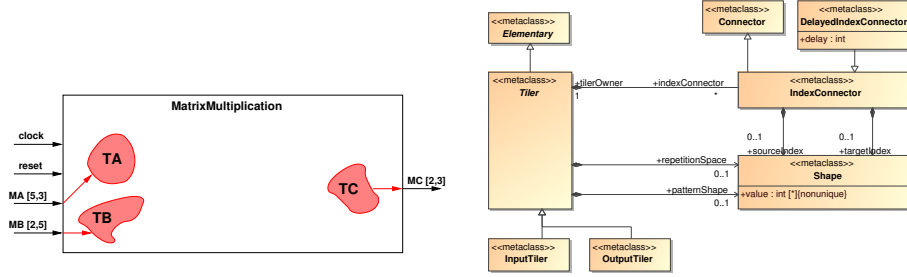 MatrixMultiplication
clock
TA
reset
TC
MC [2,3]
MA [5,3]
TB
MB [2,5]
<<metaclass>>
Elementary
<<metaclass>>
Connector
<<metaclass>>
DelayedIndexConnector
+delay : int
<<metaclass>>
Tiler
+tilerOwner
1
+indexConnector
*
<<metaclass>>
IndexConnector
0..1
+sourceIndex
0..1
+targetIndex
+repetitionSpace
0..1
<<metaclass>>
Shape
+value : int [*]{nonunique}
+patternShape
0..1
<<metaclass>>
InputTiler
<<metaclass>>
OutputTiler